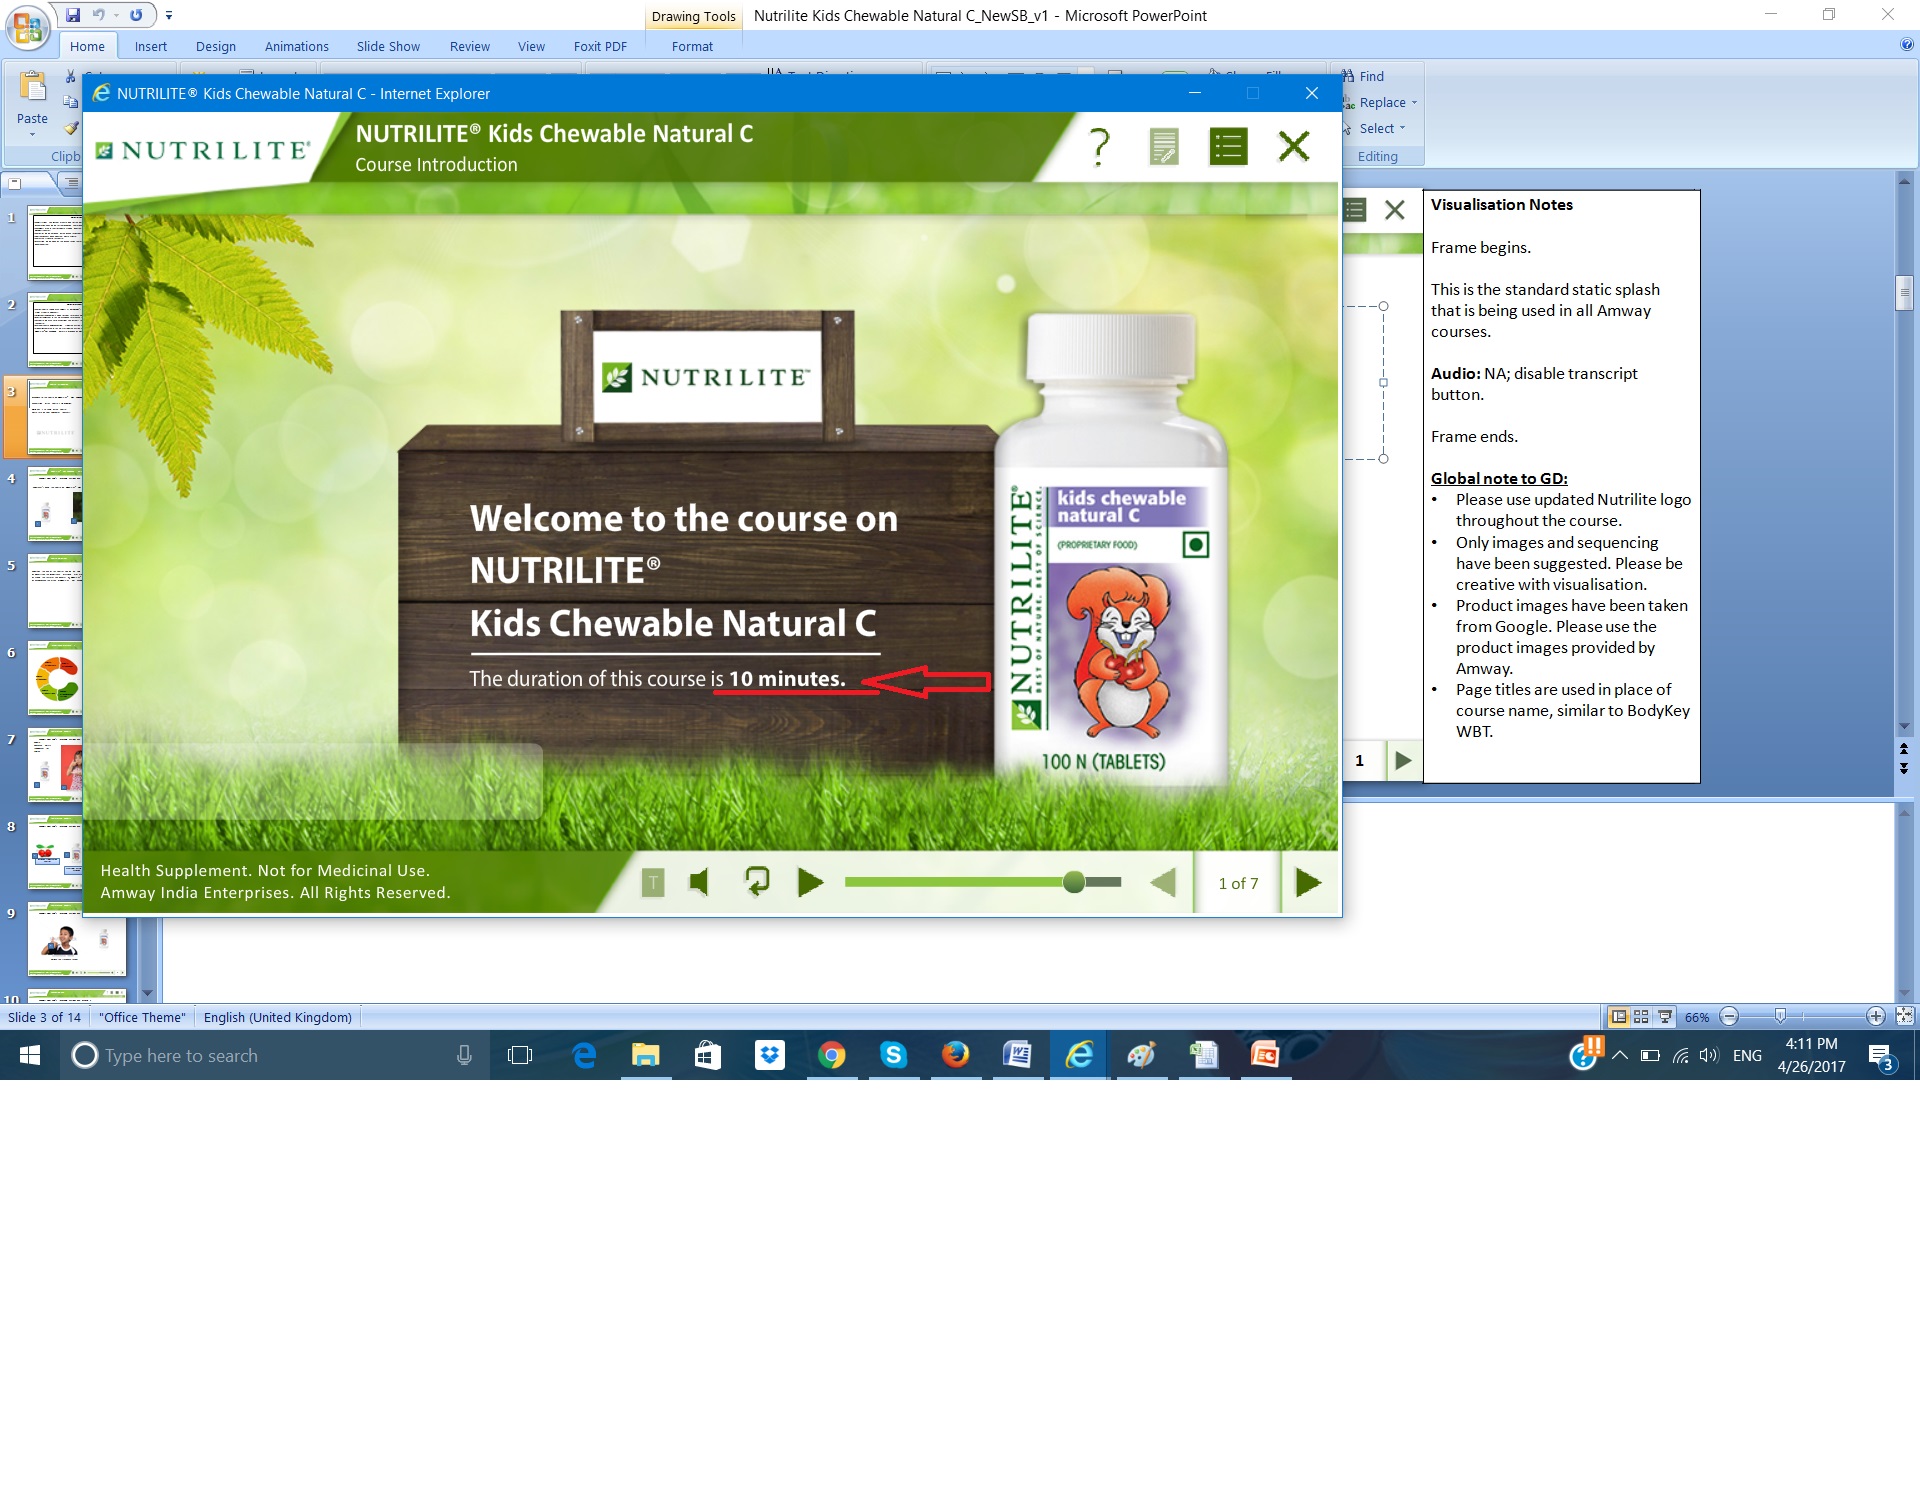 Drawing Tools
Nutrilite Kids Chewable Natural C_NewSB_v1 - Microsoft PowerPoint
Home Insert Design Animations Slide Show Review View Foxit PDF Format
Paste
Find
Replace
Select
Editing
NUTRILITE® Kids Chewable Natural C - Internet Explorer
NUTRILITE®
NUTRILITE® Kids Chewable Natural C
Course Introduction
?
NUTRILITE™
Welcome to the course on
NUTRILITE®
Kids Chewable Natural C
The duration of this course is 10 minutes.
NUTRILITE®
BEST OF NATURE. BEST OF SCIENCE.
kids chewable
natural C
(PROPRIETARY FOOD)
100 N (TABLETS)
Health Supplement. Not for Medicinal Use.
Amway India Enterprises. All Rights Reserved.
T
1 of 7
1
2
3
4
5
6
7
8
9
10
Visualisation Notes
Frame begins.
This is the standard static splash
that is being used in all Amway
courses.
Audio: NA; disable transcript
button.
Frame ends.
Global note to GD:
• Please use updated Nutrilite logo
throughout the course.
• Only images and sequencing
have been suggested. Please be
creative with visualisation.
• Product images have been taken
from Google. Please use the
product images provided by
Amway.
• Page titles are used in place of
course name, similar to BodyKey
WBT.
1
Slide 3 of 14 "Office Theme" English (United Kingdom)
66%
Type here to search
ENG
4:11 PM
4/26/2017
3